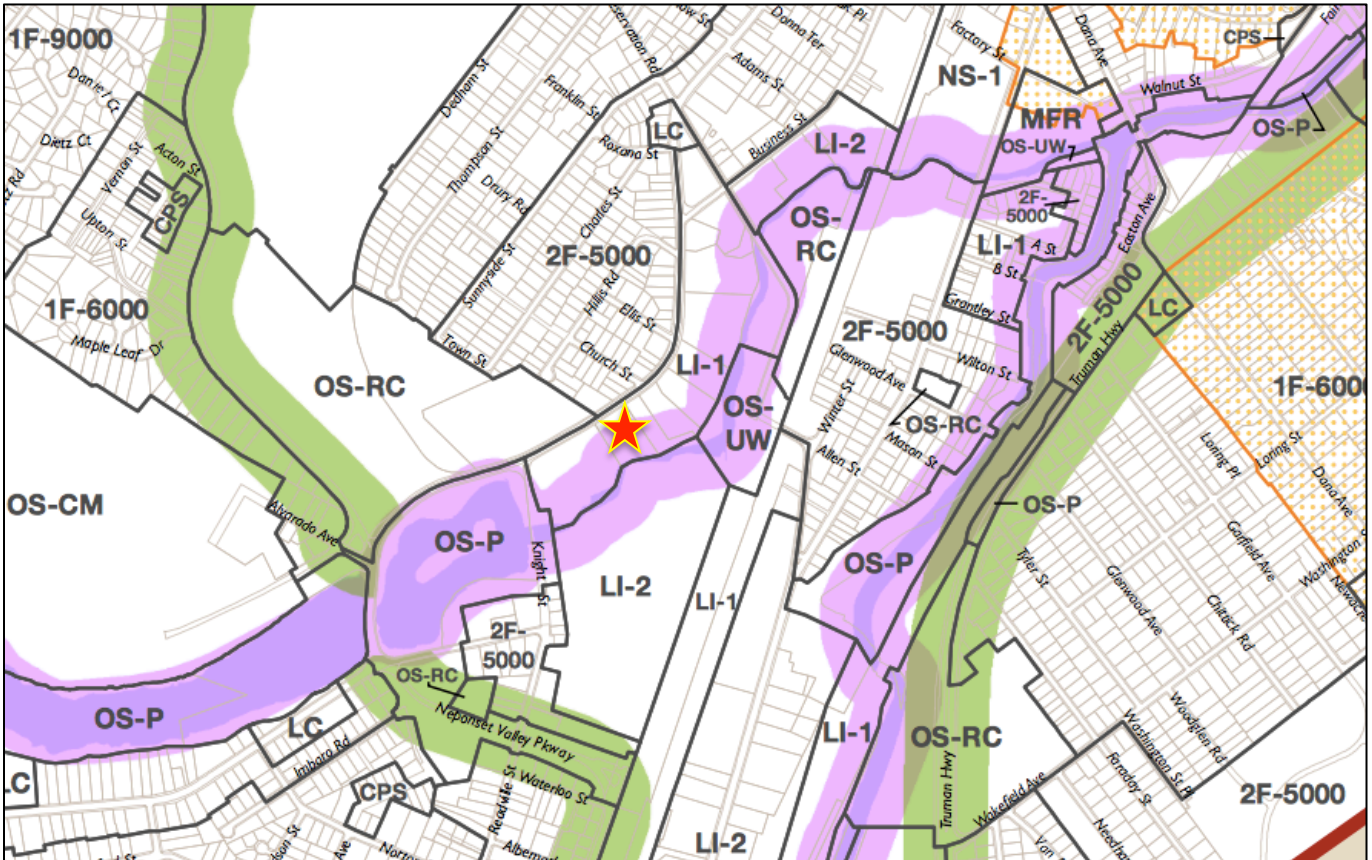 1F-9000
Daniel Ct
Dietz Ct
Vernon St
Acton St
CPS
Upton St
1F-6000
Maple Leaf Dr
Dedham St
Franklin St
Thompson St
Drury Rd
Sunnyside St
Town St
Roxana St
LC
Charles St
2F-5000
Hillis Rd
Ellis St
Church St
Donna Ter
Adams St
Business St
LI-2
OS-
RC
Factory St
NS-1
Dana Ave
CPS
MFR
Walnut St
OS-UW
OS-P
2F-
5000
LI-1
A St
B St
Easton Ave
Grantley St
2F-5000
Truman Hwy
LC
1F-600
OS-RC
LI-1
OS-
UW
2F-5000
Glenwood Ave
Wilton St
Winter St
OS-RC
Mason St
Allen St
Loring Pl
Loring St
Dana Ave
OS-CM
Alvarado Ave
OS-P
Knight St
LI-2
LI-1
OS-P
OS-P
Tyler St
Garfield Ave
Glenwood Ave
Chittick Rd
2F-
5000
OS-RC
Neponset Valley Pkway
OS-P
LC
Imbaro Rd
LC
CPS
Readville St
Waterloo St
LI-2
LI-1
OS-RC
Truman Hwy
Wakefield Ave
Washington St Pl
Woodglen Rd
Faraday St
2F-5000